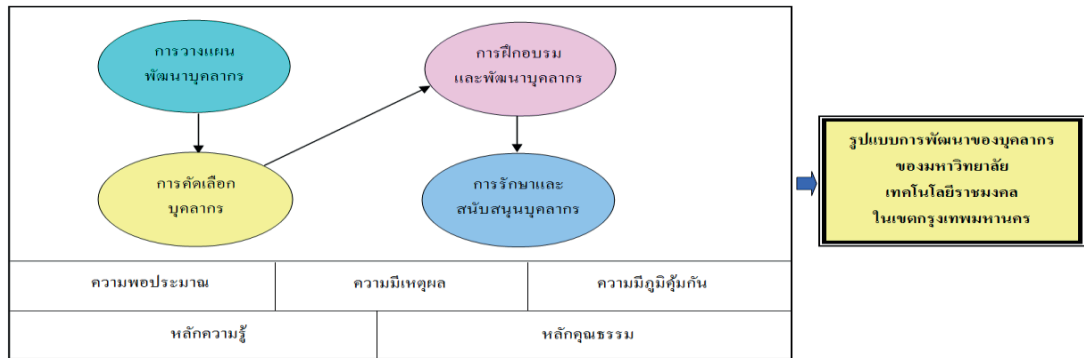 การวางแผน
พัฒนาบุคลากร
การฝึกอบรม
และพัฒนาบุคลากร
การคัดเลือก
บุคลากร
การรักษาและ
สนับสนุนบุคลากร
รูปแบบการพัฒนาของบุคลากร
ของมหาวิทยาลัย
เทคโนโลยีราชมงคล
ในเขตกรุงเทพมหานคร
ความพอประมาณ
ความมีเหตุผล
ความมีภูมิคุ้มกัน
หลักความรู้
หลักคุณธรรม